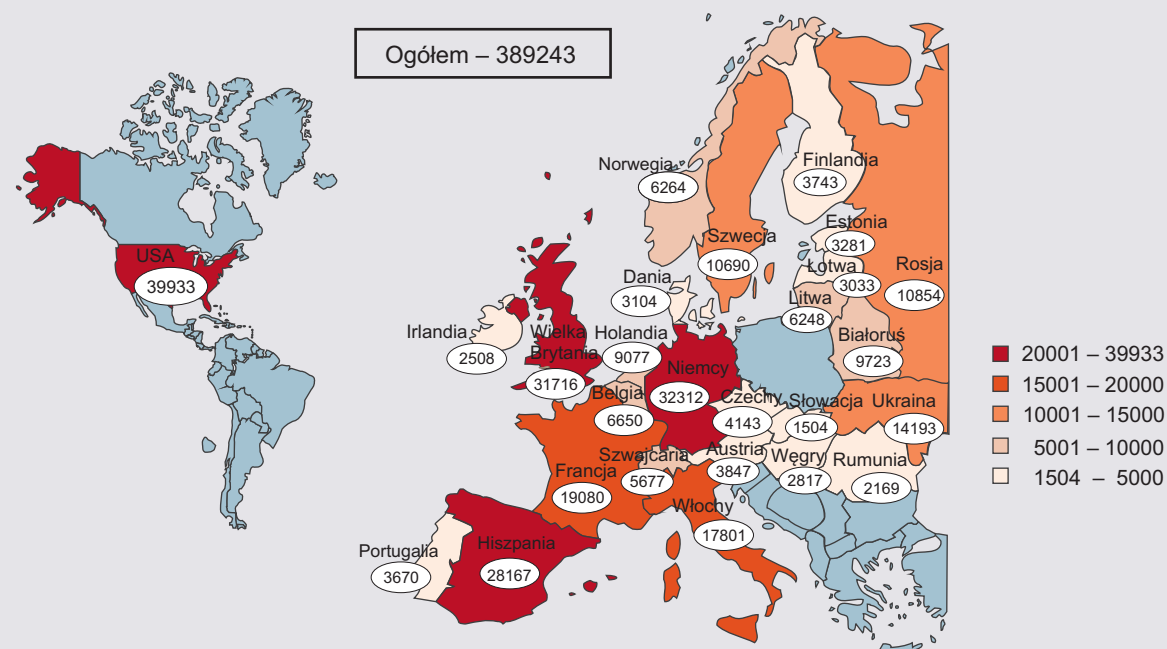 Ogółem – 389243
USA
39933
Norwegia
6264
Finlandia
3743
Szwecja
10690
Estonia
3281
Łotwa
3033
Rosja
10854
Dania
3104
Litwa
6248
Białoruś
9723
Irlandia
2508
Wielka
Brytania
31716
Holandia
9077
Niemcy
32312
Belgia
6650
Czechy
4143
Słowacja
1504
Ukraina
14193
Szwajcaria
5677
Austria
3847
Węgry
2817
Rumunia
2169
Francja
19080
Włochy
17801
Portugalia
3670
Hiszpania
28167
20001 – 39933
15001 – 20000
10001 – 15000
5001 – 10000
1504 – 5000